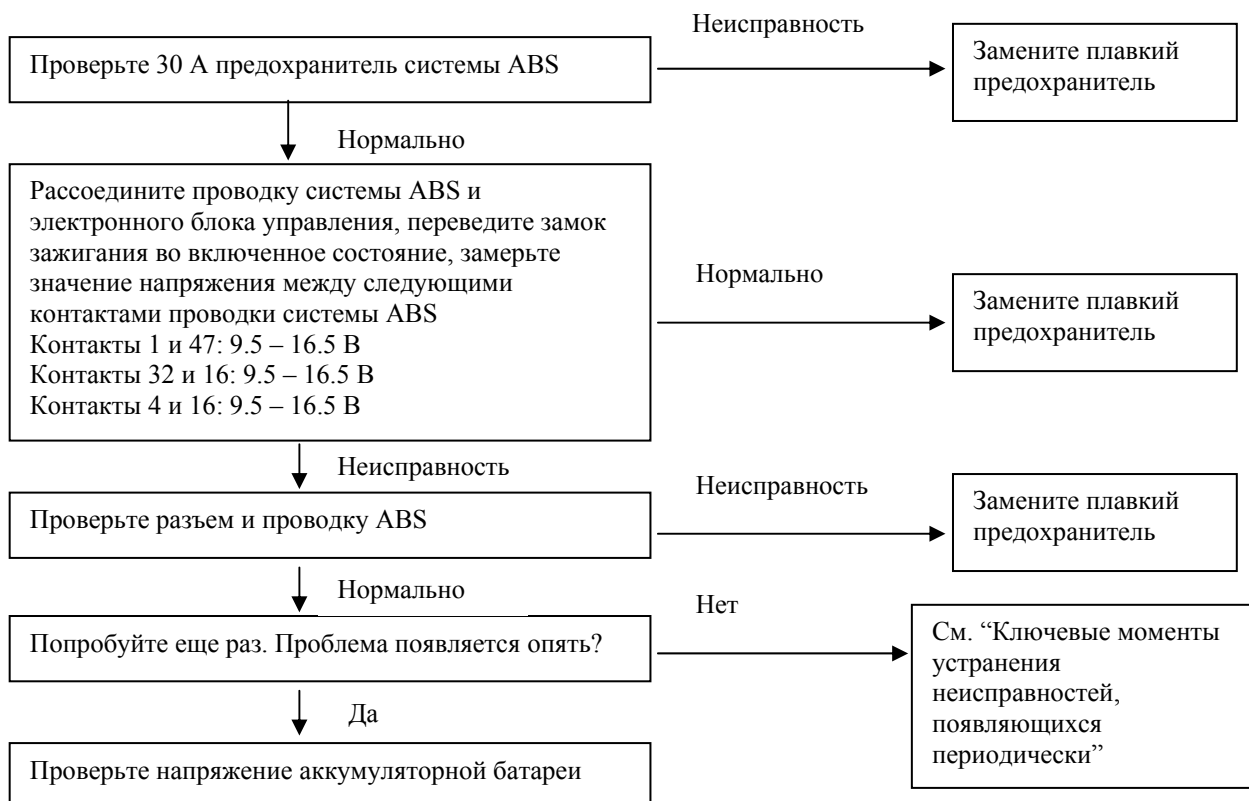 Неисправность
Проверьте 30 А предохранитель системы ABS
Замените плавкий
предохранитель
Нормально
Рассоедините проводку системы ABS и
электронного блока управления, переведите замок
зажигания во включенное состояние, замерьте
значение напряжения между следующими
контактами проводки системы ABS
Контакты 1 и 47: 9.5 – 16.5 В
Контакты 32 и 16: 9.5 – 16.5 В
Контакты 4 и 16: 9.5 – 16.5 В
Нормально
Замените плавкий
предохранитель
Неисправность
Проверьте разъем и проводку ABS
Неисправность
Замените плавкий
предохранитель
Нормально
Попробуйте еще раз. Проблема появляется опять?
Нет
См. “Ключевые моменты
устранения
неисправностей,
появляющихся
периодически”
Да
Проверьте напряжение аккумуляторной батареи